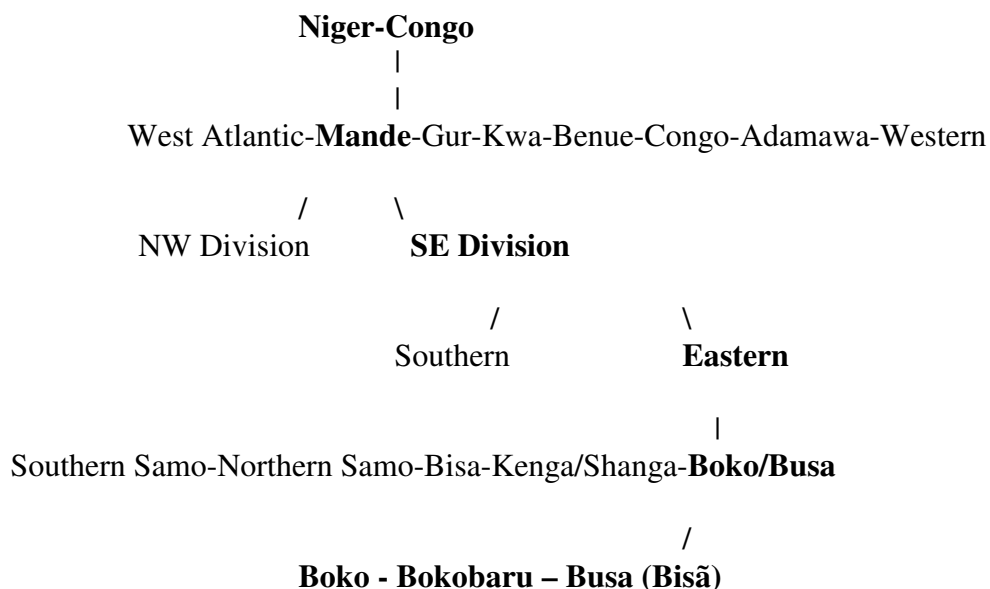 Niger-Congo
|
|
West Atlantic-Mande-Gur-Kwa-Benue-Congo-Adamawa-Western
/ \
NW Division SE Division
/ \
Southern Eastern
|
Southern Samo-Northern Samo-Bisa-Kenga/Shanga-Boko/Busa
/
Boko - Bokobaru – Busa (Bisã)